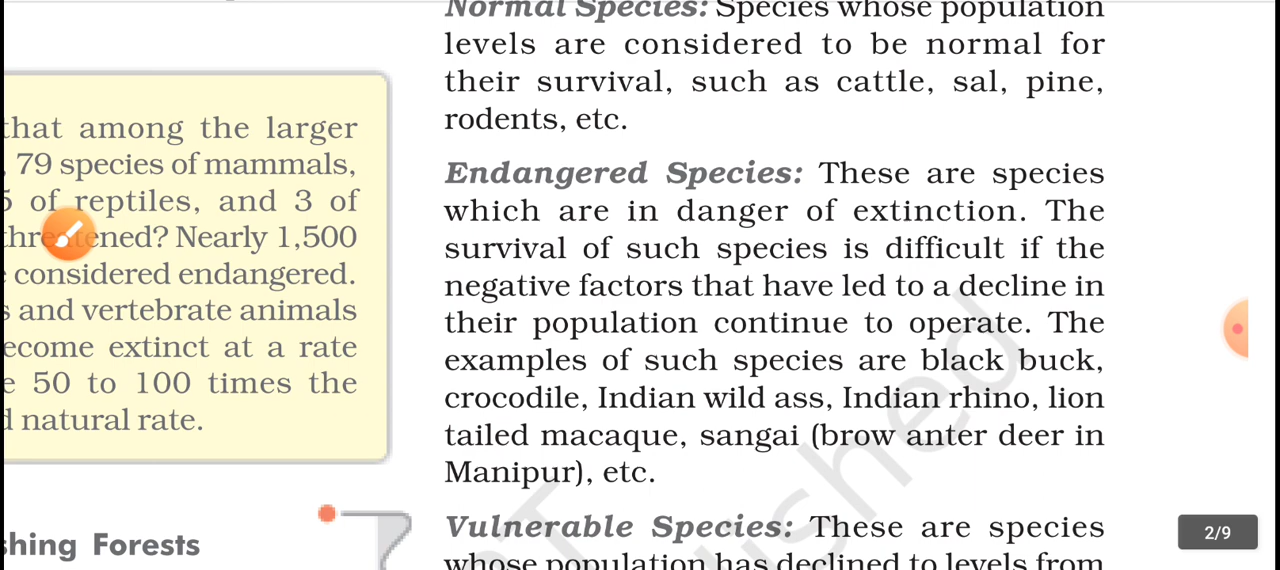 that among the larger
, 79 species of mammals,
5 of reptiles, and 3 of
threatened? Nearly 1,500
considered endangered.
s and vertebrate animals
ecome extinct at a rate
e 50 to 100 times the
d natural rate.
shing Forests
Normal Species: Species whose population
levels are considered to be normal for
their survival, such as cattle, sal, pine,
rodents, etc.
Endangered Species: These are species
which are in danger of extinction. The
survival of such species is difficult if the
negative factors that have led to a decline in
their population continue to operate. The
examples of such species are black buck,
crocodile, Indian wild ass, Indian rhino, lion
tailed macaque, sangai (brow anter deer in
Manipur), etc.
Vulnerable Species: These are species
whose population has declined to levels from
2/9